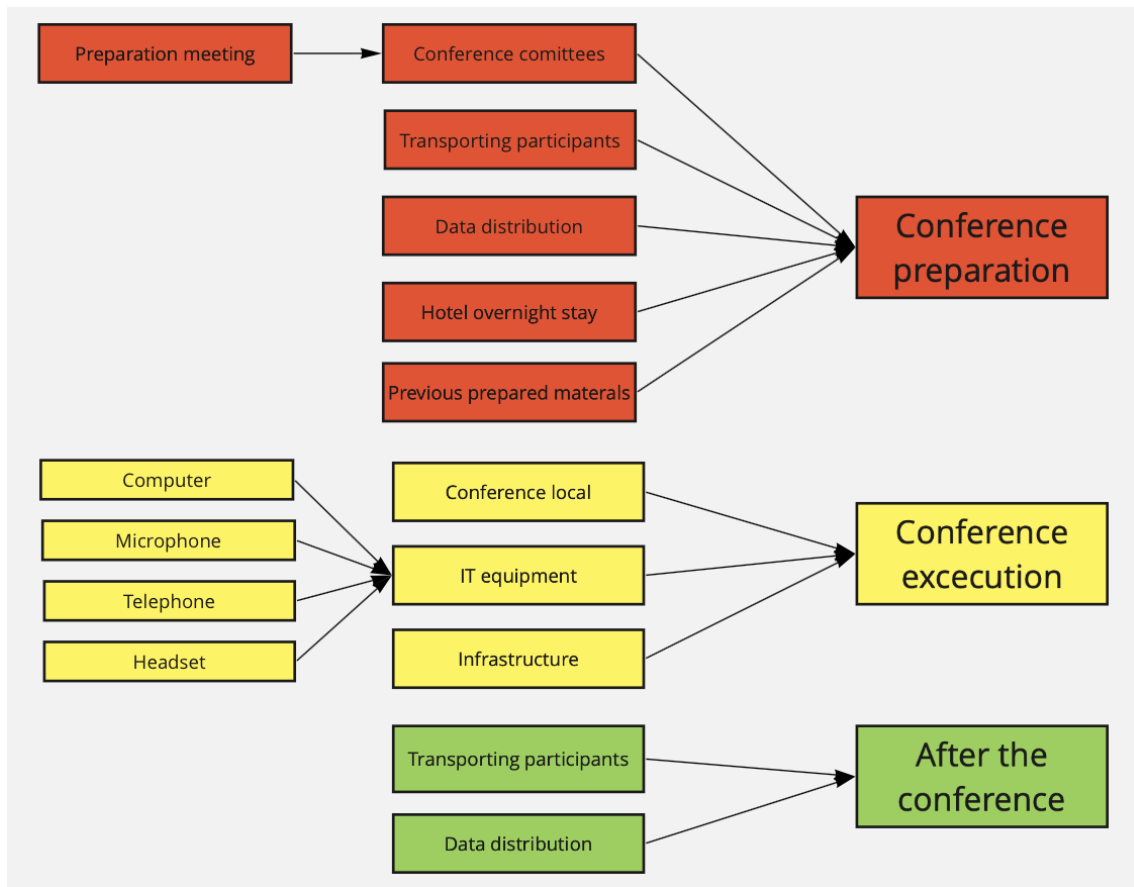 Preparation meeting
Conference comittees
Transporting participants
Data distribution
Hotel overnight stay
Previous prepared materals
Conference
preparation
Computer
Microphone
Telephone
Headset
Conference local
IT equipment
Infrastructure
Conference
excecution
Transporting participants
Data distribution
After the
conference